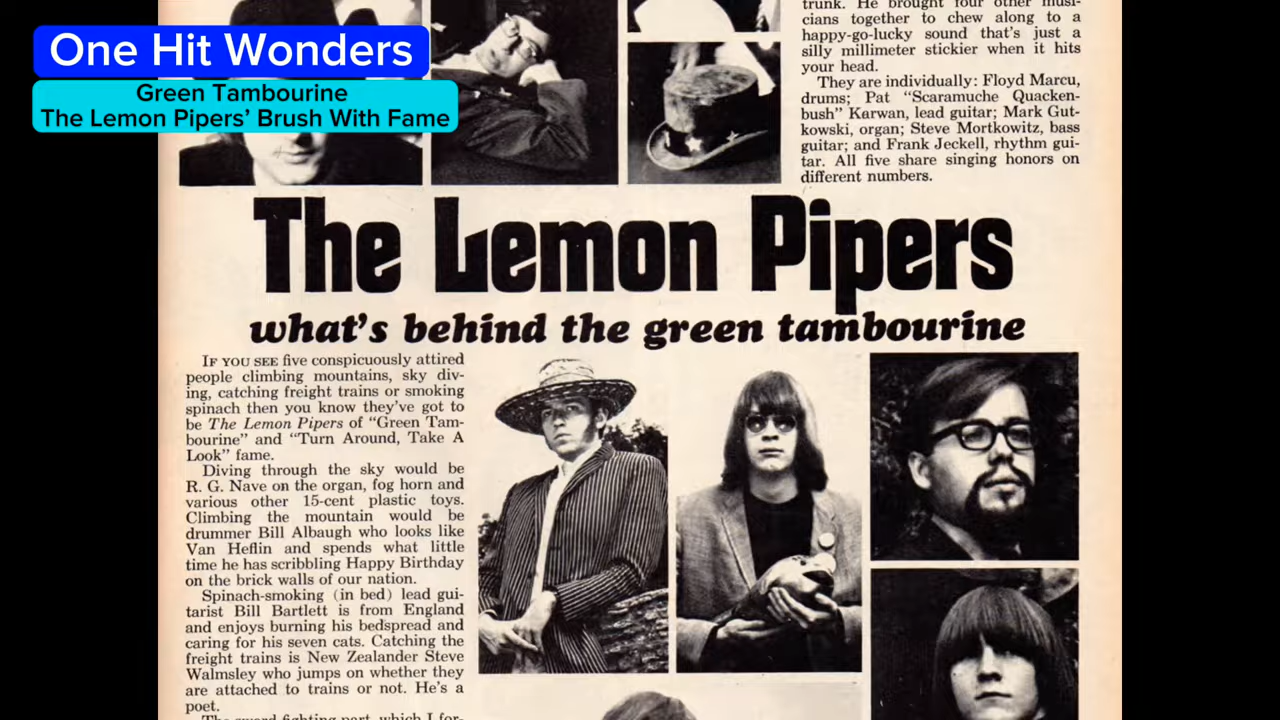 One Hit Wonders
Green Tambourine
The Lemon Pipers’ Brush With Fame
trunk. He brought four other musi-
cians together to chew along to a
happy-go-lucky sound that's just a
silly millimeter stickier when it hits
your head.
They are individually: Floyd Marcu,
drums; Pat "Scaramuche Quacken-
bush" Karwan, lead guitar; Mark Gut-
kowski, organ; Steve Mortkowitz, bass
guitar; and Frank Jeckell, rhythm gui-
tar. All five share singing honors on
different numbers.
The Lemon Pipers
what's behind the green tambourine
IF YOU SEE five conspicuously attired
people climbing mountains, sky div-
ing, catching freight trains or smoking
spinach then you know they've got to
be The Lemon Pipers of "Green Tam-
bourine" and "Turn Around, Take A
Look" fame.
Diving through the sky would be
R. G. Nave on the organ, fog horn and
various other 15-cent plastic toys.
Climbing the mountain would be
drummer Bill Albaugh who looks like
Van Heflin and spends what little
time he has scribbling Happy Birthday
on the brick walls of our nation.
Spinach-smoking (in bed) lead gui-
tarist Bill Bartlett is from England
and enjoys burning his bedspread and
caring for his seven cats. Catching the
freight trains is New Zealander Steve
Walmsley who jumps on whether they
are attached to trains or not. He's a
poet.
The sword fighting part, which I for-